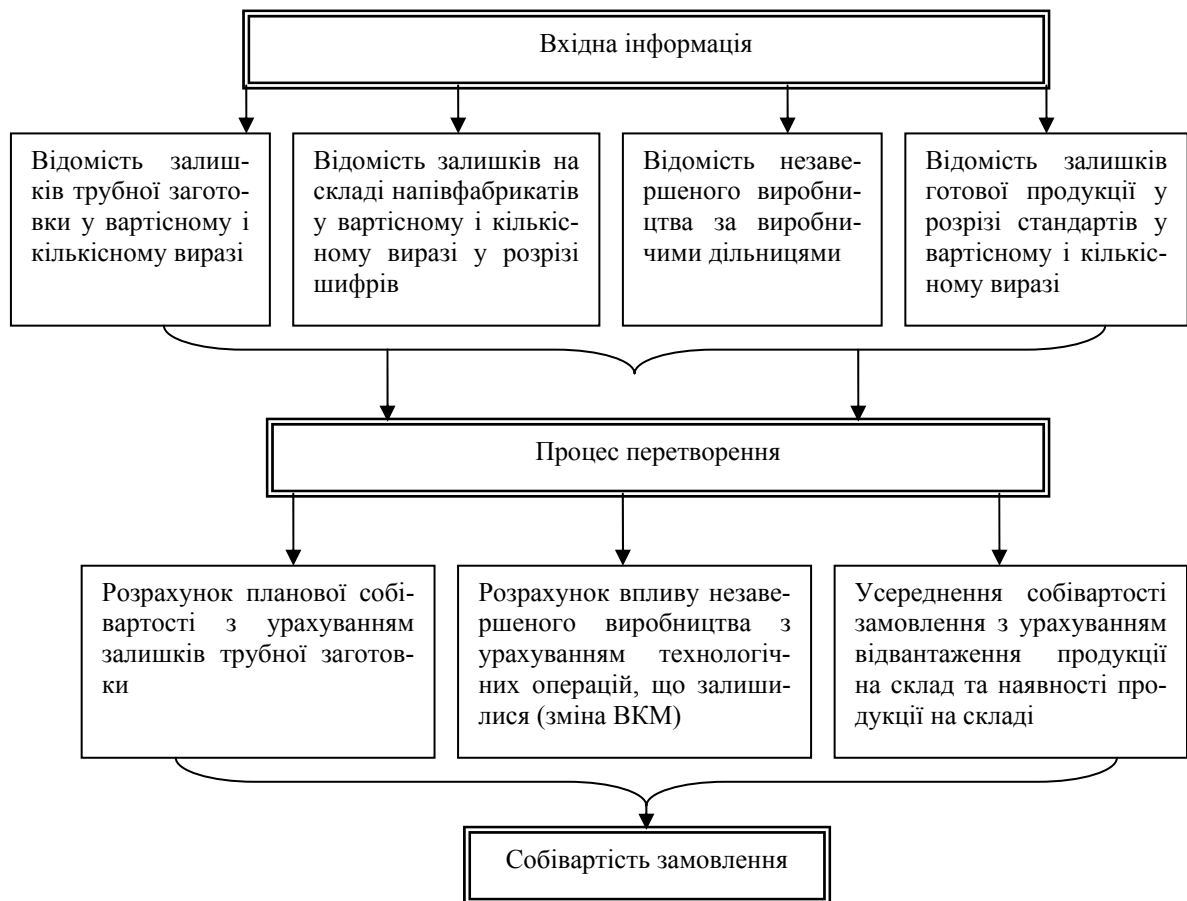 Вхідна інформація
Відомість залиш-
ків трубної загото-
вки у вартісному і
кількісному виразі
Відомість залишків на
складі напівфабрикатів
у вартісному і кількіс-
ному виразі у розрізі
шифрів
Відомість незаве-
ршеного виробни-
цтва за виробни-
чими дільницями
Відомість залишків
готової продукції у
розрізі стандартів у
вартісному і кількіс-
ному виразі
Процес перетворення
Розрахунок планової собі-
вартості з урахуванням
залишків трубної заготов-
ки
Розрахунок впливу незаве-
ршеного виробництва з
урахуванням технологіч-
них операцій, що залиши-
лися (зміна ВКМ)
Усереднення собівартості
замовлення з урахуванням
відвантаження продукції
на склад та наявності про-
дукції на складі
Собівартість замовлення